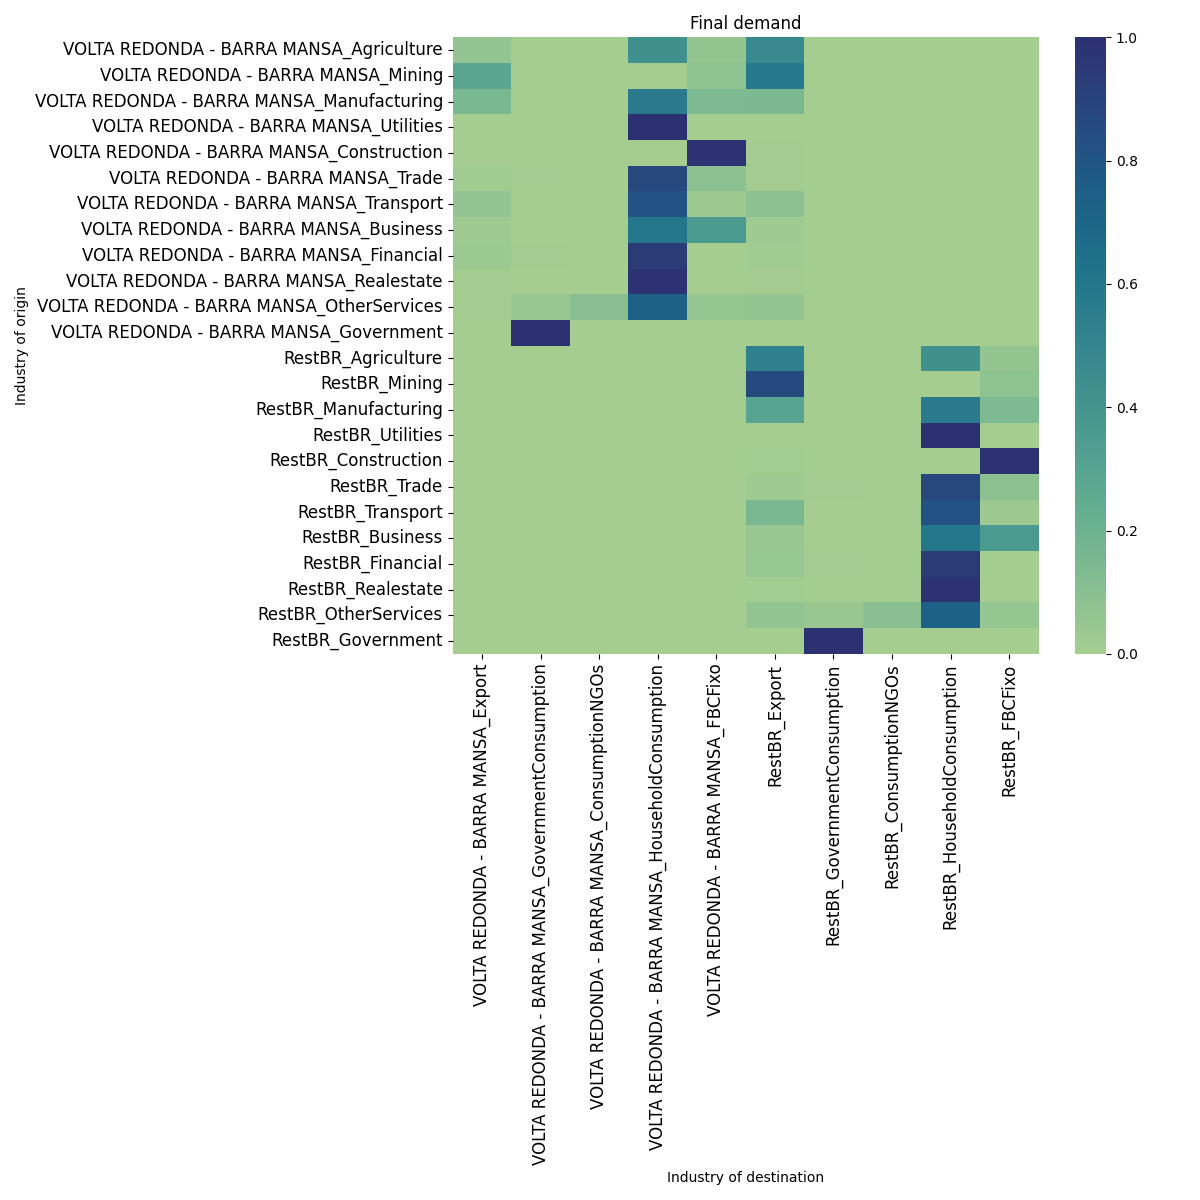 Final demand
VOLTA REDONDA - BARRA MANSA_Agriculture
VOLTA REDONDA - BARRA MANSA_Mining
VOLTA REDONDA - BARRA MANSA_Manufacturing
VOLTA REDONDA - BARRA MANSA_Utilities
VOLTA REDONDA - BARRA MANSA_Construction
VOLTA REDONDA - BARRA MANSA_Trade
VOLTA REDONDA - BARRA MANSA_Transport
VOLTA REDONDA - BARRA MANSA_Business
VOLTA REDONDA - BARRA MANSA_Financial
VOLTA REDONDA - BARRA MANSA_Realestate
VOLTA REDONDA - BARRA MANSA_OtherServices
VOLTA REDONDA - BARRA MANSA_Government
RestBR_Agriculture
RestBR_Mining
RestBR_Manufacturing
RestBR_Utilities
RestBR_Construction
RestBR_Trade
RestBR_Transport
RestBR_Business
RestBR_Financial
RestBR_Realestate
RestBR_OtherServices
RestBR_Government
Industry of origin
VOLTA REDONDA - BARRA MANSA_Export
VOLTA REDONDA - BARRA MANSA_GovernmentConsumption
VOLTA REDONDA - BARRA MANSA_ConsumptionNGOs
VOLTA REDONDA - BARRA MANSA_HouseholdConsumption
VOLTA REDONDA - BARRA MANSA_FBCFixo
RestBR_Export
RestBR_GovernmentConsumption
RestBR_ConsumptionNGOs
RestBR_HouseholdConsumption
RestBR_FBCFixo
Industry of destination
1.0
0.8
0.6
0.4
0.2
0.0